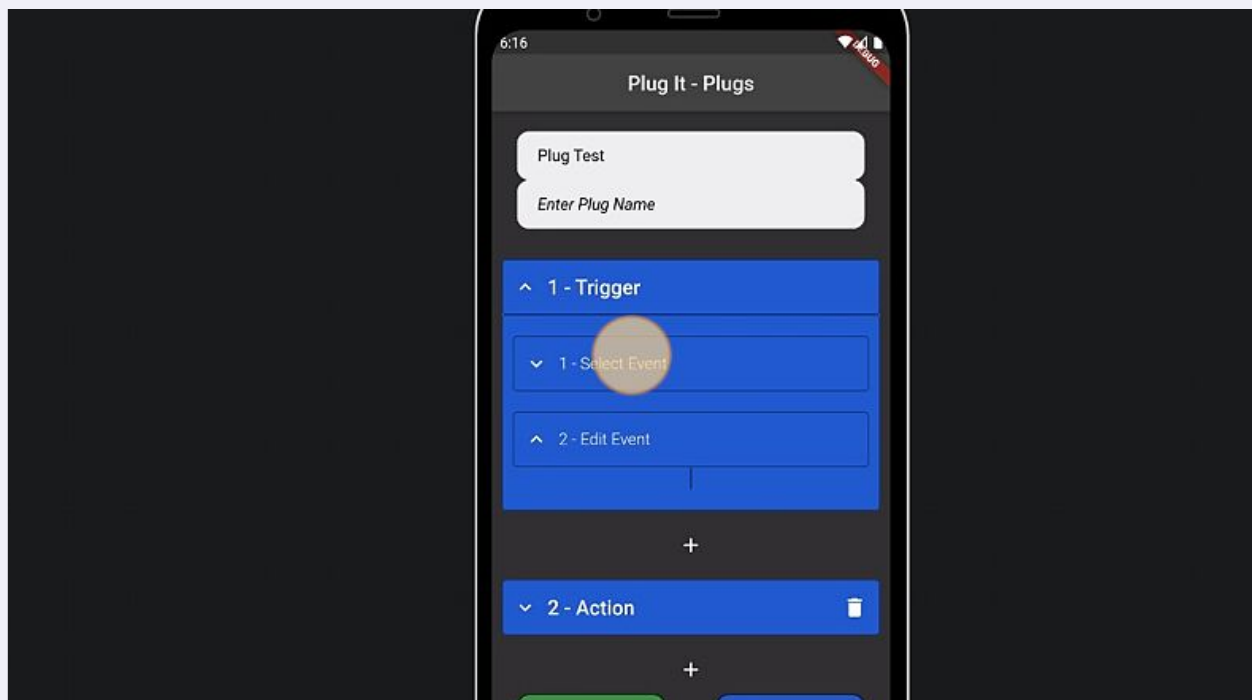 6:16
DEBUG
Plug It - Plugs
Plug Test
Enter Plug Name
1 - Trigger
1 - Select Event
2 - Edit Event
+
2 - Action
+